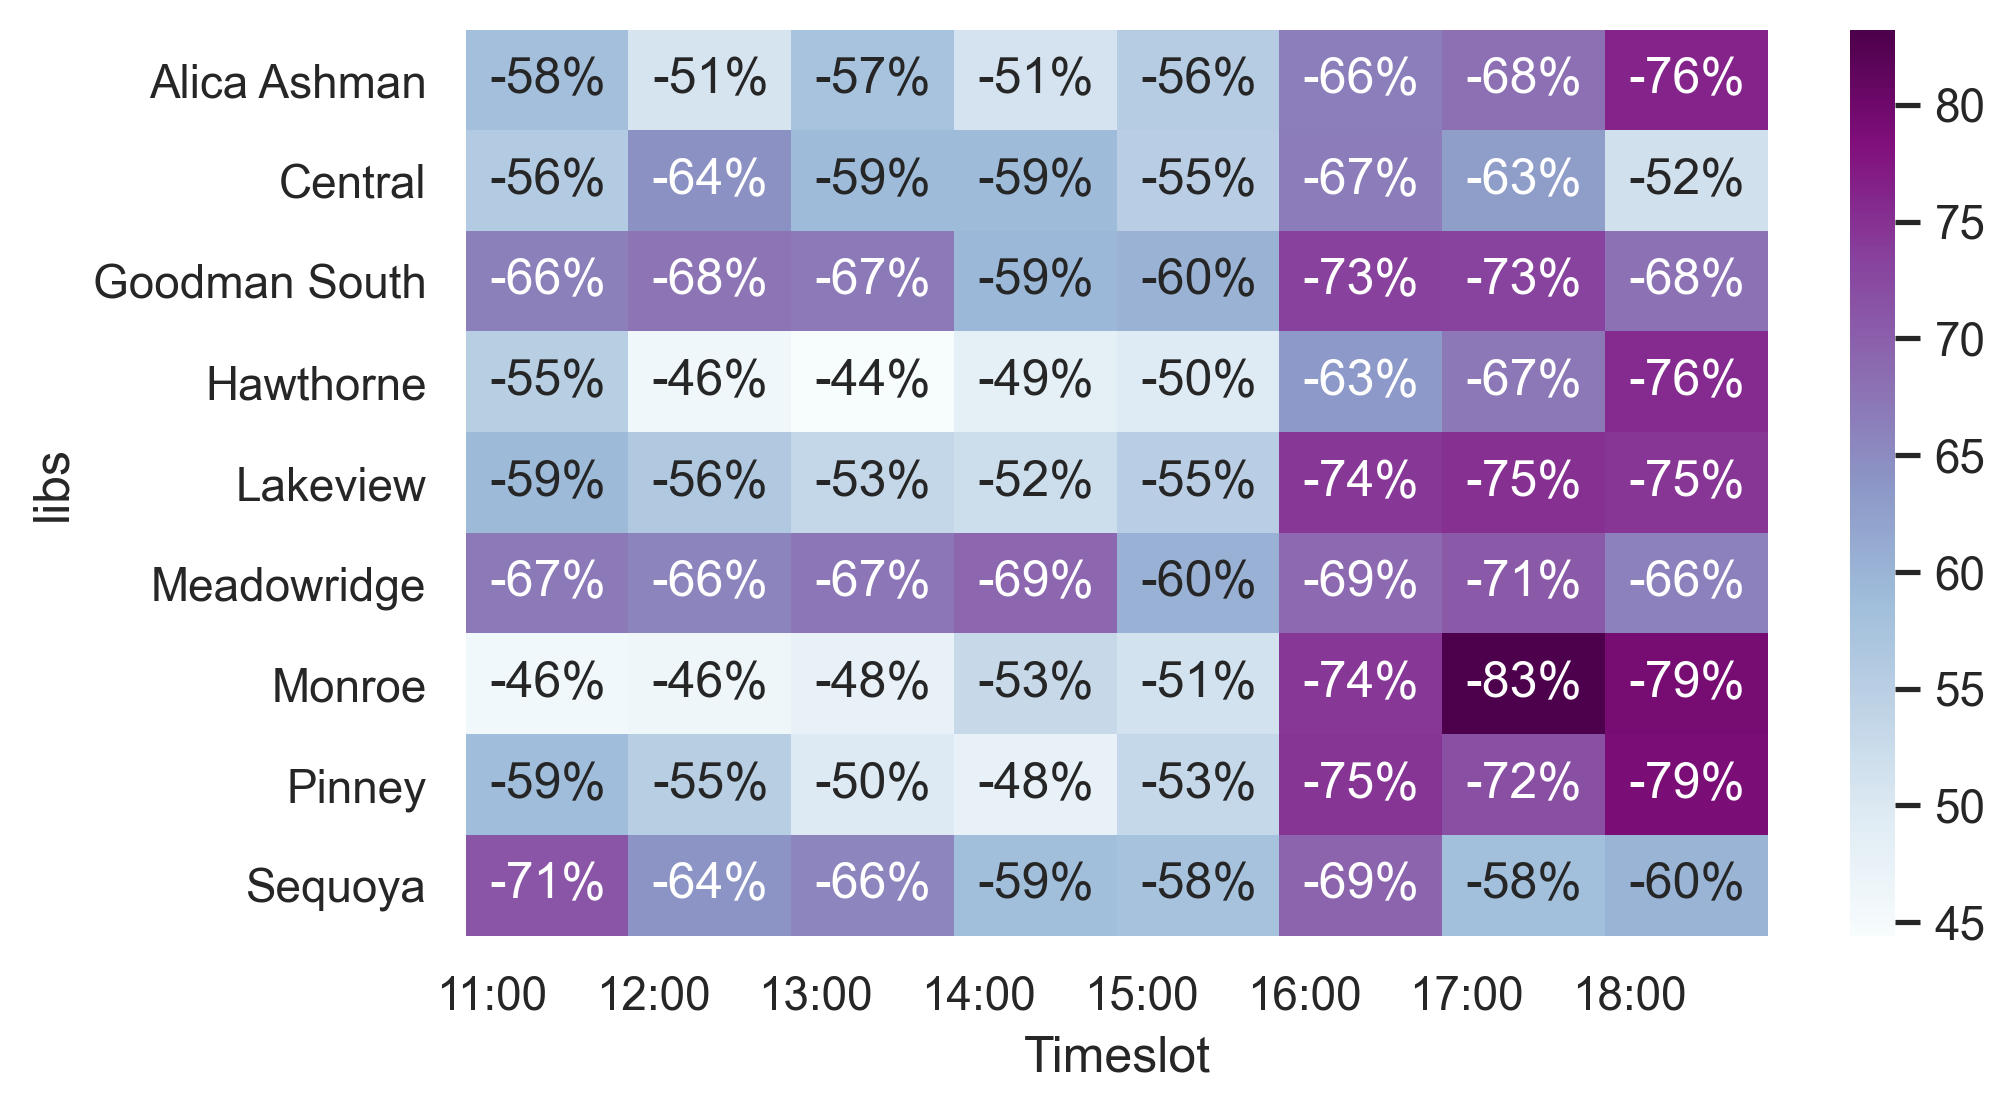 Alica Ashman -58% -51% -57% -51% -56% -66% -68% -76%
Central -56% -64% -59% -59% -55% -67% -63% -52%
Goodman South -66% -68% -67% -59% -60% -73% -73% -68%
Hawthorne -55% -46% -44% -49% -50% -63% -67% -76%
Lakeview -59% -56% -53% -52% -55% -74% -75% -75%
Meadowridge -67% -66% -67% -69% -60% -69% -71% -66%
Monroe -46% -46% -48% -53% -51% -74% -83% -79%
Pinney -59% -55% -50% -48% -53% -75% -72% -79%
Sequoya -71% -64% -66% -59% -58% -69% -58% -60%
11:00 12:00 13:00 14:00 15:00 16:00 17:00 18:00
Timeslot
libs
80
75
70
65
60
55
50
45